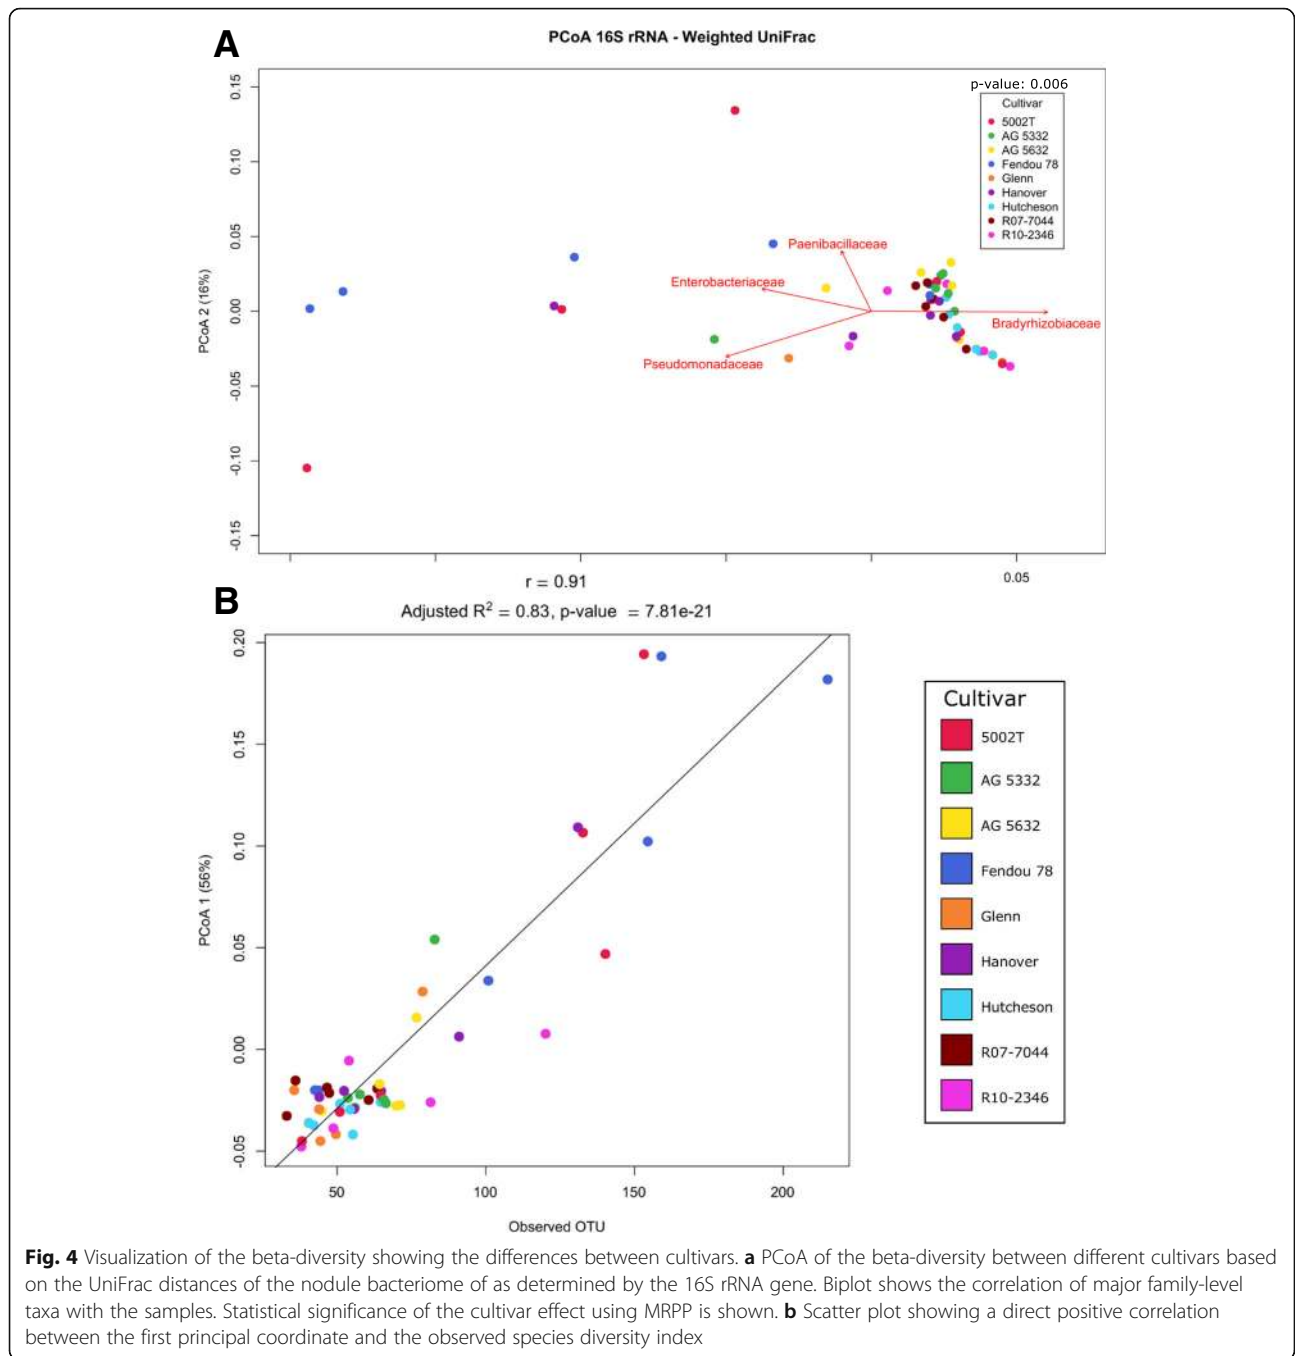 A
PCoA 16S rRNA - Weighted UniFrac
p-value: 0.006
Cultivar
5002T
AG 5332
AG 5632
Fendou 78
Glenn
Hanover
Hutcheson
R07-7044
R10-2346
0.15
0.10
0.05
0.00
-0.05
-0.10
-0.15
PCoA 2 (16%)
Paenibacillaceae
Enterobacteriaceae
Bradyrhizobiaceae
Pseudomonadaceae
0.05
B
r = 0.91
Adjusted R² = 0.83, p-value = 7.81e-21
0.20
0.15
0.10
0.05
0.00
-0.05
PCoA 1 (56%)
50 100 150 200
Observed OTU
Cultivar
5002T
AG 5332
AG 5632
Fendou 78
Glenn
Hanover
Hutcheson
R07-7044
R10-2346
Fig. 4 Visualization of the beta-diversity showing the differences between cultivars. a PCoA of the beta-diversity between different cultivars based
on the UniFrac distances of the nodule bacteriome of as determined by the 16S rRNA gene. Biplot shows the correlation of major family-level
taxa with the samples. Statistical significance of the cultivar effect using MRPP is shown. b Scatter plot showing a direct positive correlation
between the first principal coordinate and the observed species diversity index